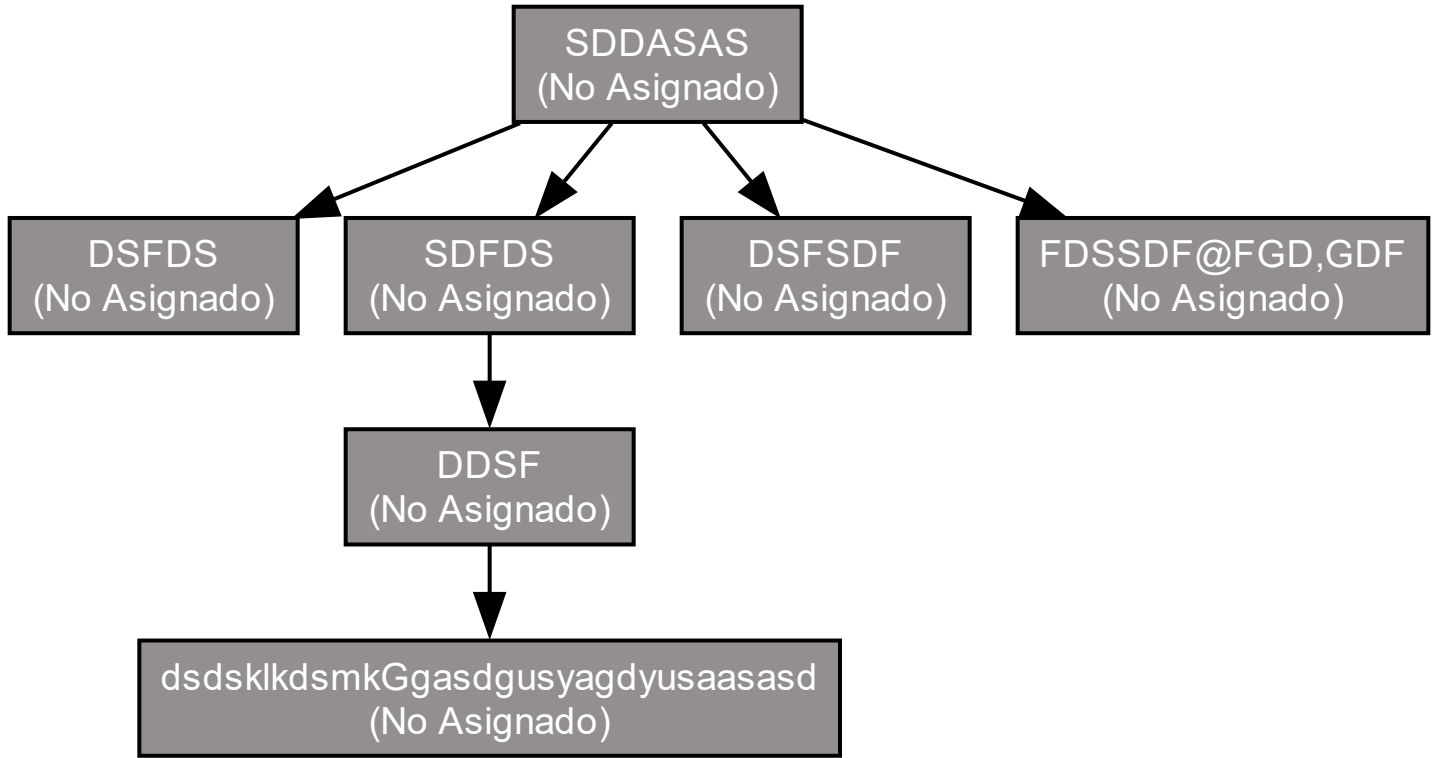 SDDASAS
(No Asignado)
DSFDS
(No Asignado)
SDFDS
(No Asignado)
DSFSDF
(No Asignado)
FDSSDF@FGD,GDF
(No Asignado)
DDSF
(No Asignado)
dsdsklkdsmkGgasdgusyagdyusaasasd
(No Asignado)